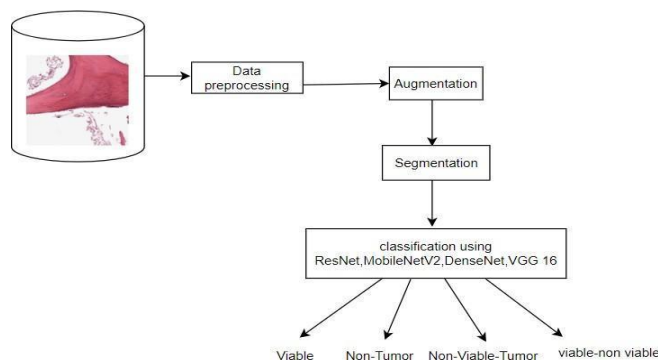 Data
preprocessing
Augmentation
Segmentation
classification using
ResNet,MobileNetV2,DenseNet,VGG 16
Viable
Non-Tumor
Non-Viable-Tumor
viable-non viable